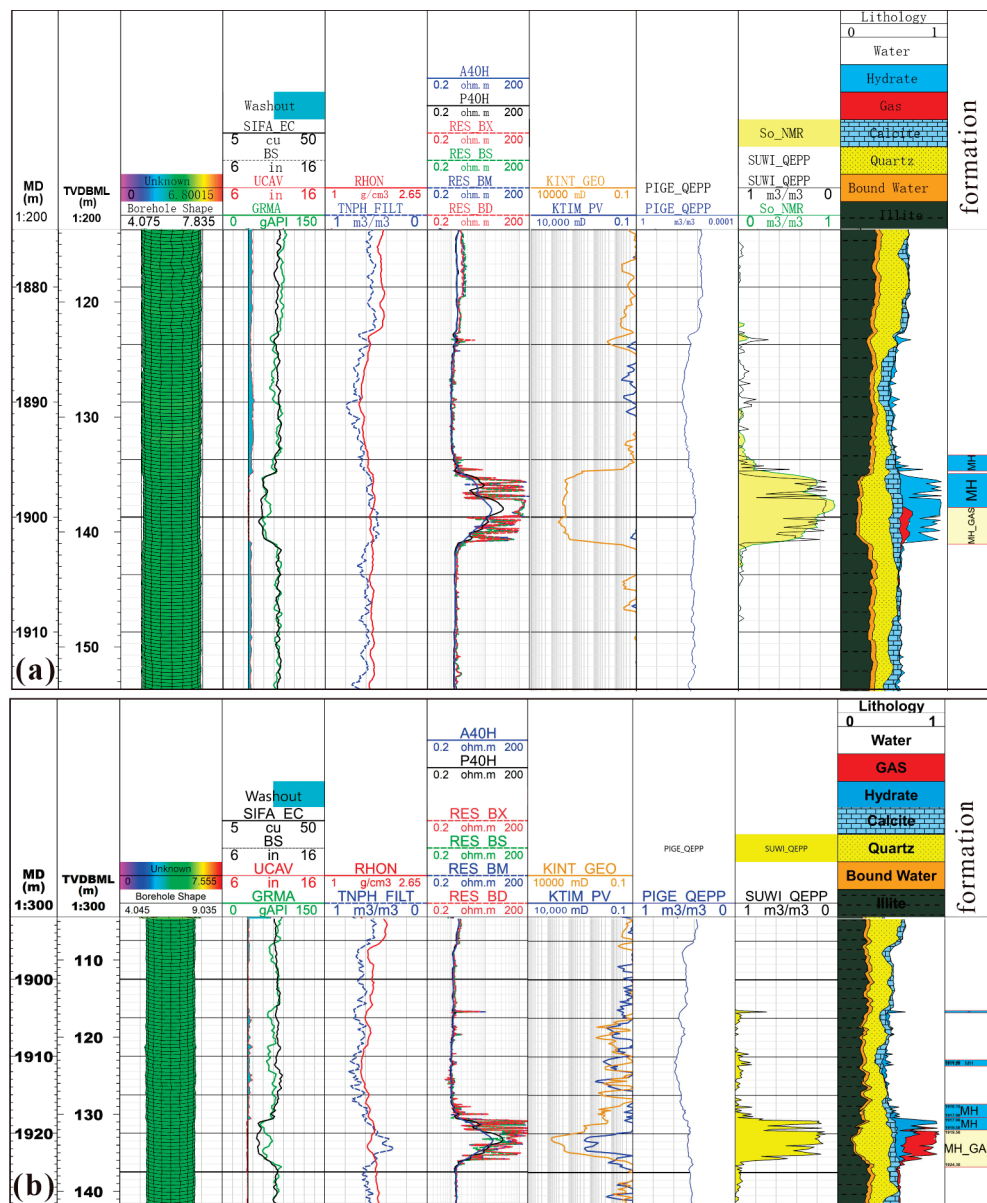 Lithology
0 1
Water
A40H
0.2 ohm.m 200
Hydrate
P40H
0.2 ohm.m 200
Washout
Gas
SIFA_EC
5 cu 50
RES_BX
0.2 ohm.m 200
So_NMR
Calcite
BS
6 in 16
RES_BS
0.2 ohm.m 200
SUWI_QEPP
Quartz
MD
(m)
1:200
TVDBML
(m)
1:200
Unknown
0 6.80015
Borehole Shape
4.075 7.835
UCAV
6 in 16
GRMA
0 gAPI 150
RHON
1 g/cm3 2.65
TNPH_FILT
1 m3/m3 0
RES_BM
0.2 ohm.m 200
RES_BD
0.2 ohm.m 200
KINT_GEO
10000 mD 0.1
KTIM_PV
10,000 mD 0.1
PIGE_QEPP
PIGE_QEPP
1 m3/m3 0.0001
SUWI_QEPP
1 m3/m3 0
So_NMR
0 m3/m3 1
Bound Water
Illite
formation
1880
120
1890
130
MH
MH
1900
140
MH_GAS
1910
150
(a)
Lithology
0 1
Water
A40H
0.2 ohm.m 200
GAS
P40H
0.2 ohm.m 200
Washout
Hydrate
SIFA_EC
5 cu 50
RES_BX
0.2 ohm.m 200
Calcite
BS
6 in 16
RES_BS
0.2 ohm.m 200
PIGE_QEPP
SUWI_QEPP
Quartz
MD
(m)
1:300
TVDBML
(m)
1:300
Unknown
0 7.555
Borehole Shape
4.045 9.035
UCAV
6 in 16
GRMA
0 gAPI 150
RHON
1 g/cm3 2.65
TNPH_FILT
1 m3/m3 0
RES_BM
0.2 ohm.m 200
RES_BD
0.2 ohm.m 200
KINT_GEO
10000 mD 0.1
KTIM_PV
10,000 mD 0.1
PIGE_QEPP
1 m3/m3 0
SUWI_QEPP
1 m3/m3 0
Bound Water
Illite
formation
110
1900
120
1910
130
MH
MH
1920
MH_GA
140
(b)